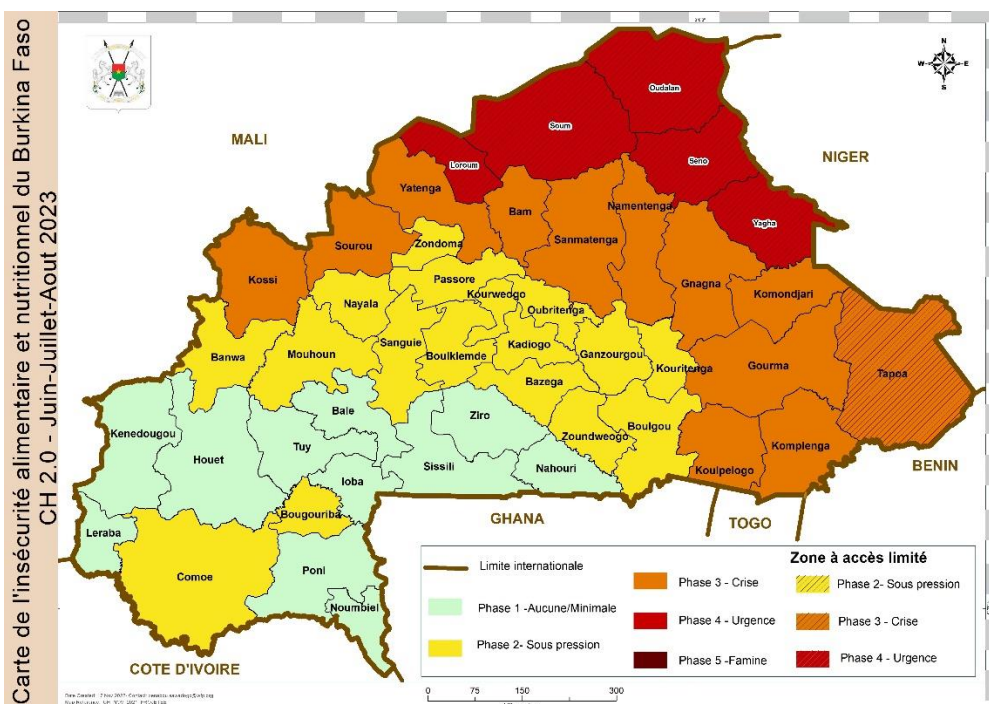 Carte de l'insécurité alimentaire et nutritionnel du Burkina Faso
CH 2.0 - Juin-Juillet-Aout 2023
N
W
E
S
MALI
NIGER
Oudalan
Soum
Loroum
Seno
Yagha
Yatenga
Bam
Namentenga
Sanmatenga
Sourou
Zondoma
Kossi
Passore
Gnagna
Komondjari
Nayala
Kourweogo
Oubritenga
Banwa
Mouhoun
Sanguie
Boulkiemde
Kadiogo
Ganzourgou
Kouritenga
Gourma
Tapoa
Bazega
Bale
Ziro
Zoundweogo
Boulgou
Kenedougou
Houet
Tuy
Sissili
Nahouri
Koulpelogo
Komplenga
Ioba
BENIN
Bougouriba
GHANA
TOGO
Leraba
Comoe
Poni
Noumbiel
COTE D'IVOIRE
Zone à accès limité
Limite internationale
Phase 1 -Aucune/Minimale
Phase 2- Sous pression
Phase 3 - Crise
Phase 4 - Urgence
Phase 5 - Famine
Phase 2- Sous pression
Phase 3 - Crise
Phase 4 - Urgence
0 75 150 300